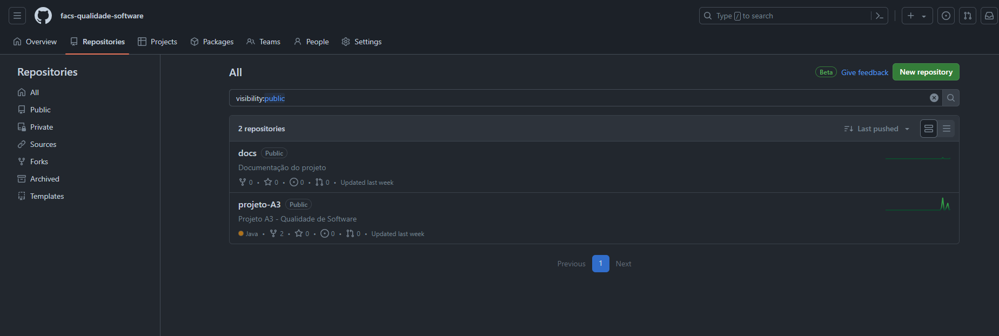 facs-qualidade-software
Type / to search
Overview Repositories Projects Packages Teams People Settings
Repositories
All
Public
Private
Sources
Forks
Archived
Templates
All
Beta Give feedback New repository
visibility:public
2 repositories
Last pushed
docs Public
Documentação do projeto
0 • 0 • 0 • 0 • Updated last week
projeto-A3 Public
Projeto A3 - Qualidade de Software
Java • 2 • 0 • 0 • 0 • Updated last week
Previous 1 Next